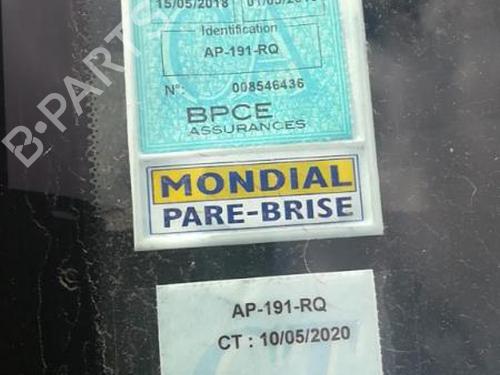 15/05/2018
Identification
AP-191-RQ
N°: 008546436
BPCE
ASSURANCES
MONDIAL
PARE-BRISE
AP-191-RQ
CT : 10/05/2020
B-PARTS